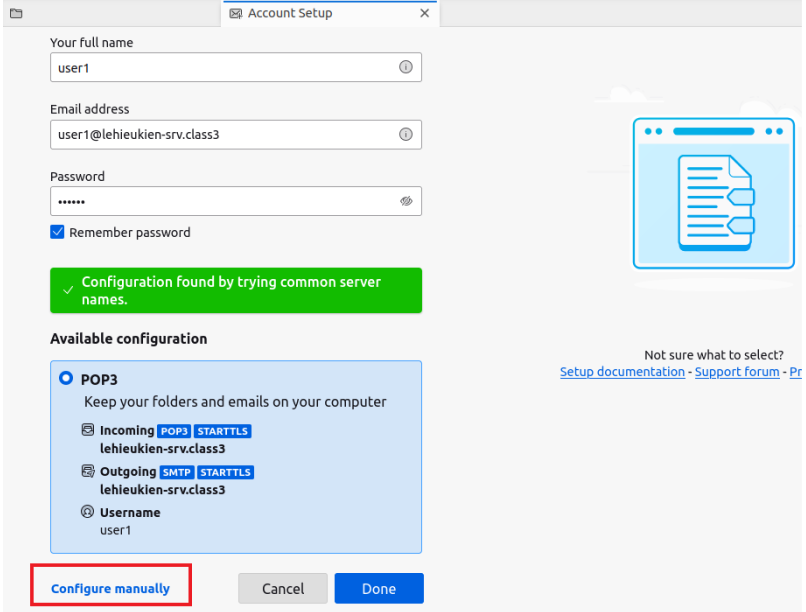 Account Setup
Your full name
user1
Email address
user1@lehieukien-srv.class3
Password
••••••
Remember password
Configuration found by trying common server
names.
Available configuration
POP3
Keep your folders and emails on your computer
Incoming POP3 STARTTLS
lehieukien-srv.class3
Outgoing SMTP STARTTLS
lehieukien-srv.class3
Username
user1
Configure manually
Cancel
Done
Not sure what to select?
Setup documentation - Support forum - Pr